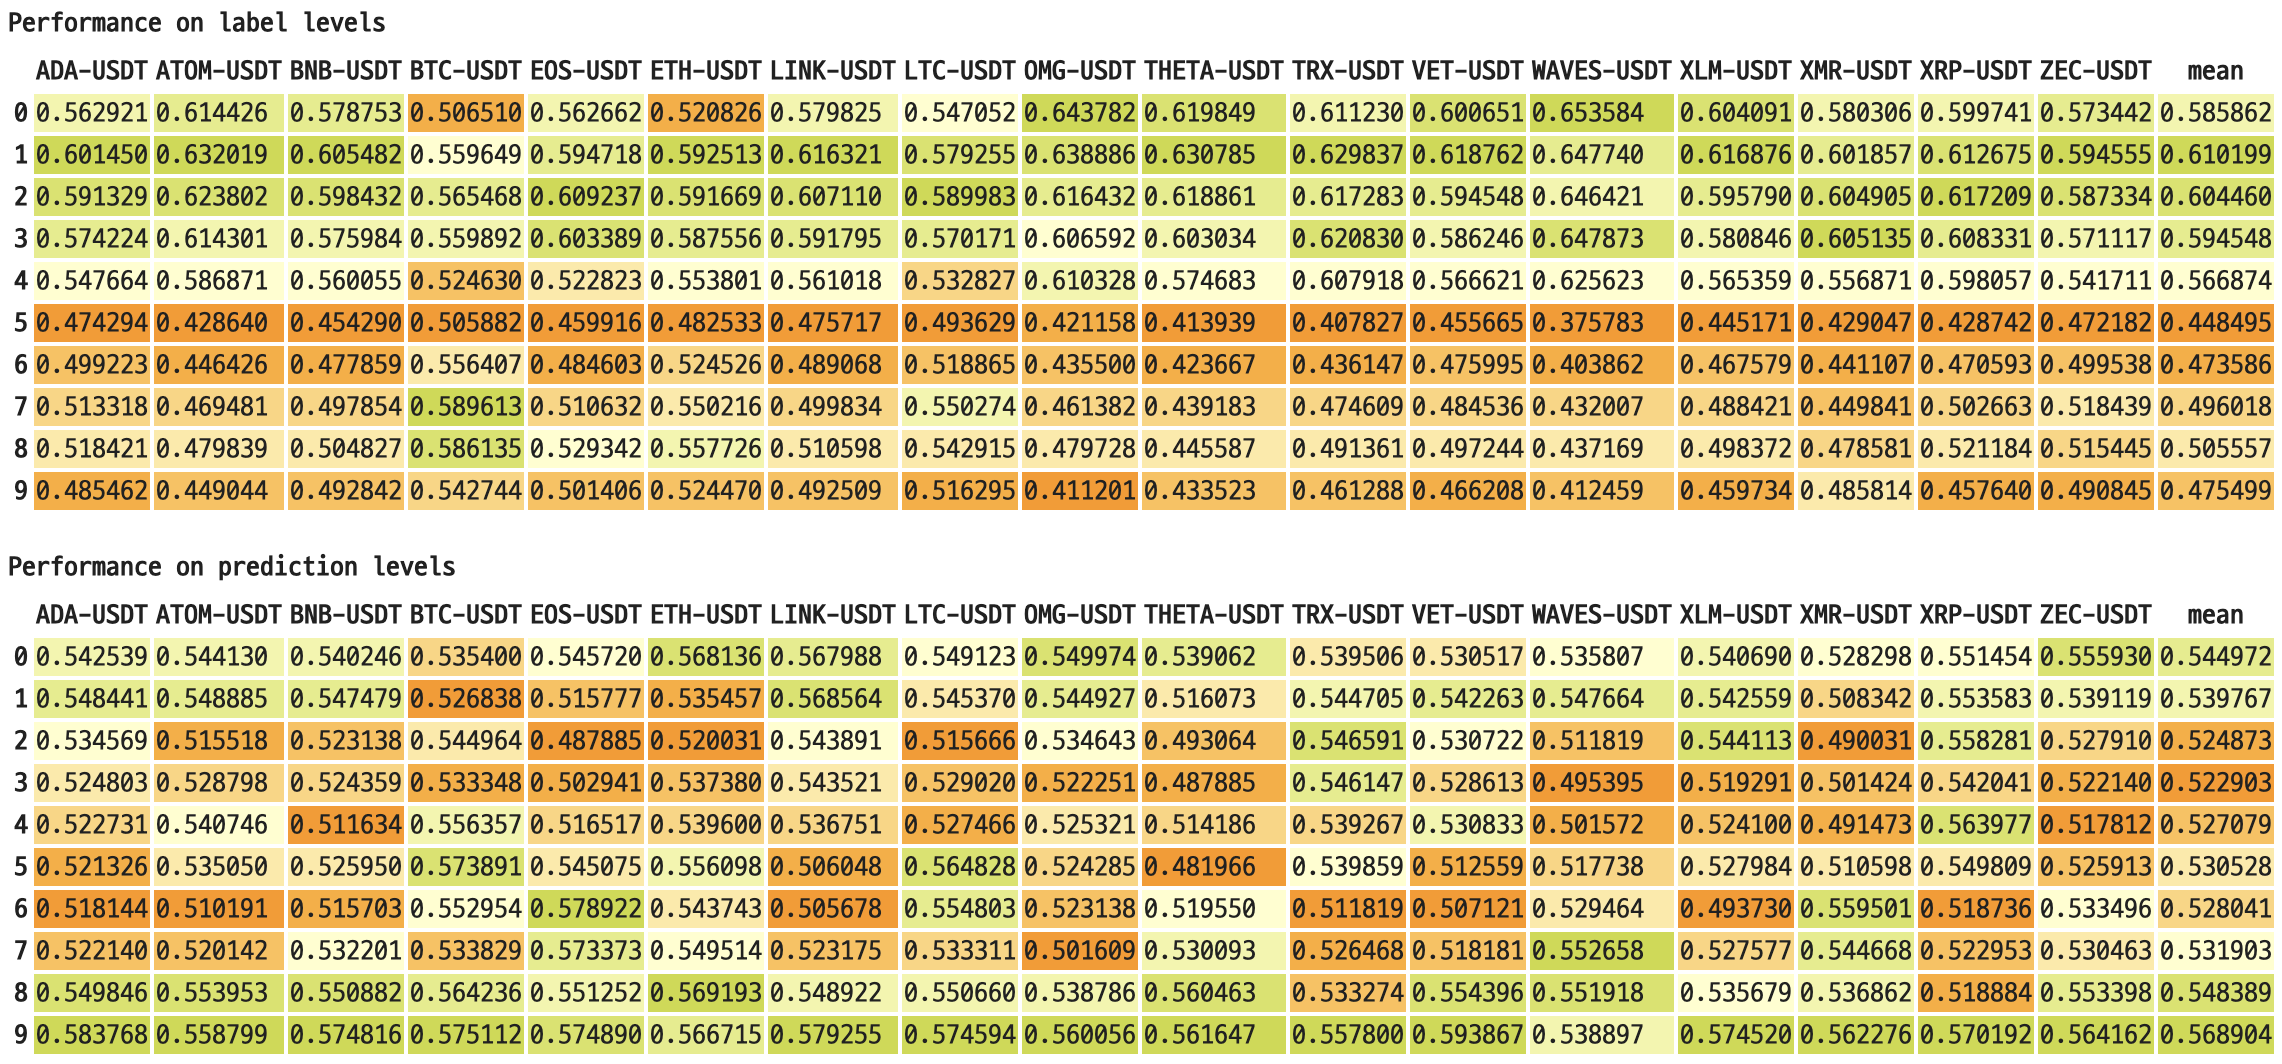 Performance on label levels
ADA-USDT ATOM-USDT BNB-USDT BTC-USDT EOS-USDT ETH-USDT LINK-USDT LTC-USDT OMG-USDT THETA-USDT TRX-USDT VET-USDT WAVES-USDT XLM-USDT XMR-USDT XRP-USDT ZEC-USDT mean
0 0.562921 0.614426 0.578753 0.506510 0.562662 0.520826 0.579825 0.547052 0.643782 0.619849 0.611230 0.600651 0.653584 0.604091 0.580306 0.599741 0.573442 0.585862
1 0.601450 0.632019 0.605482 0.559649 0.594718 0.592513 0.616321 0.579255 0.638886 0.630785 0.629837 0.618762 0.647740 0.616876 0.601857 0.612675 0.594555 0.610199
2 0.591329 0.623802 0.598432 0.565468 0.609237 0.591669 0.607110 0.589983 0.616432 0.618861 0.617283 0.594548 0.646421 0.595790 0.604905 0.617209 0.587334 0.604460
3 0.574224 0.614301 0.575984 0.559892 0.603389 0.587556 0.591795 0.570171 0.606592 0.603034 0.620830 0.586246 0.647873 0.580846 0.605135 0.608331 0.571117 0.594548
4 0.547664 0.586871 0.560055 0.524630 0.522823 0.553801 0.561018 0.532827 0.610328 0.574683 0.607918 0.566621 0.625623 0.565359 0.556871 0.598057 0.541711 0.566874
5 0.474294 0.428640 0.454290 0.505882 0.459916 0.482533 0.475717 0.493629 0.421158 0.413939 0.407827 0.455665 0.375783 0.445171 0.429047 0.428742 0.472182 0.448495
6 0.499223 0.446426 0.477859 0.556407 0.484603 0.524526 0.489068 0.518865 0.435500 0.423667 0.436147 0.475995 0.403862 0.467579 0.441107 0.470593 0.499538 0.473586
7 0.513318 0.469481 0.497854 0.589613 0.510632 0.550216 0.499834 0.550274 0.461382 0.439183 0.474609 0.484536 0.432007 0.488421 0.449841 0.502663 0.518439 0.496018
8 0.518421 0.479839 0.504827 0.586135 0.529342 0.557726 0.510598 0.542915 0.479728 0.445587 0.491361 0.497244 0.437169 0.498372 0.478581 0.521184 0.515445 0.505557
9 0.485462 0.449044 0.492842 0.542744 0.501406 0.524470 0.492509 0.516295 0.411201 0.433523 0.461288 0.466208 0.412459 0.459734 0.485814 0.457640 0.490845 0.475499
Performance on prediction levels
ADA-USDT ATOM-USDT BNB-USDT BTC-USDT EOS-USDT ETH-USDT LINK-USDT LTC-USDT OMG-USDT THETA-USDT TRX-USDT VET-USDT WAVES-USDT XLM-USDT XMR-USDT XRP-USDT ZEC-USDT mean
0 0.542539 0.544130 0.540246 0.535400 0.545720 0.568136 0.567988 0.549123 0.549974 0.539062 0.539506 0.530517 0.535807 0.540690 0.528298 0.551454 0.555930 0.544972
1 0.548441 0.548885 0.547479 0.526838 0.515777 0.535457 0.568564 0.545370 0.544927 0.516073 0.544705 0.542263 0.547664 0.542559 0.508342 0.553583 0.539119 0.539767
2 0.534569 0.515518 0.523138 0.544964 0.487885 0.520031 0.543891 0.515666 0.534643 0.493064 0.546591 0.530722 0.511819 0.544113 0.490031 0.558281 0.527910 0.524873
3 0.524803 0.528798 0.524359 0.533348 0.502941 0.537380 0.543521 0.529020 0.522251 0.487885 0.546147 0.528613 0.495395 0.519291 0.501424 0.542041 0.522140 0.522903
4 0.522731 0.540746 0.511634 0.556357 0.516517 0.539600 0.536751 0.527466 0.525321 0.514186 0.539267 0.530833 0.501572 0.524100 0.491473 0.563977 0.517812 0.527079
5 0.521326 0.535050 0.525950 0.573891 0.545075 0.556098 0.506048 0.564828 0.524285 0.481966 0.539859 0.512559 0.517738 0.527984 0.510598 0.549809 0.525913 0.530528
6 0.518144 0.510191 0.515703 0.552954 0.578922 0.543743 0.505678 0.554803 0.523138 0.519550 0.511819 0.507121 0.529464 0.493730 0.559501 0.518736 0.533496 0.528041
7 0.522140 0.520142 0.532201 0.533829 0.573373 0.549514 0.523175 0.533311 0.501609 0.530093 0.526468 0.518181 0.552658 0.527577 0.544668 0.522953 0.530463 0.531903
8 0.549846 0.553953 0.550882 0.564236 0.551252 0.569193 0.548922 0.550660 0.538786 0.560463 0.533274 0.554396 0.551918 0.535679 0.536862 0.518884 0.553398 0.548389
9 0.583768 0.558799 0.574816 0.575112 0.574890 0.566715 0.579255 0.574594 0.560056 0.561647 0.557800 0.593867 0.538897 0.574520 0.562276 0.570192 0.564162 0.568904